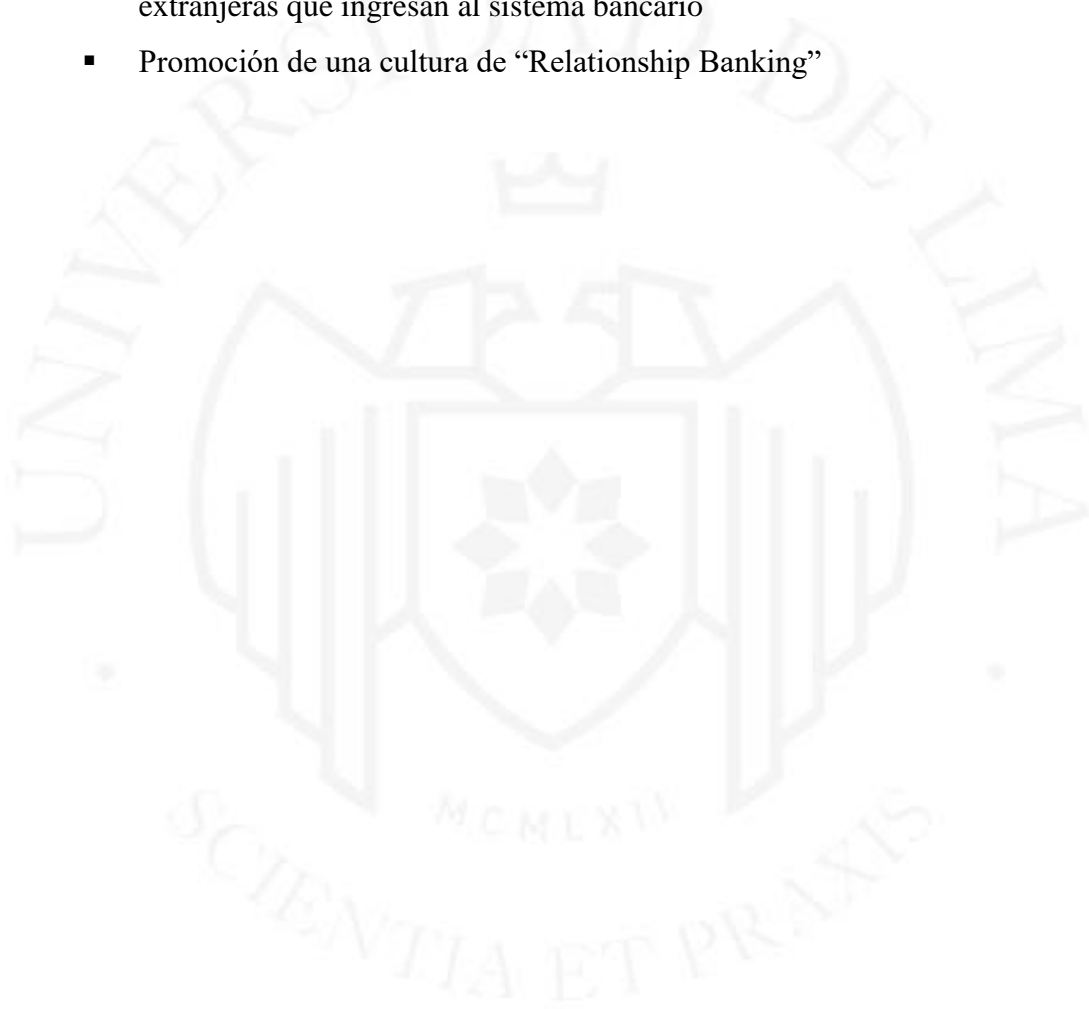 extranjeras que ingresan al sistema bancario
▪ Promoción de una cultura de “Relationship Banking”
UNIVERSIDAD DE LIMA
MCMLXII
SCIENTIA ET PRAXIS